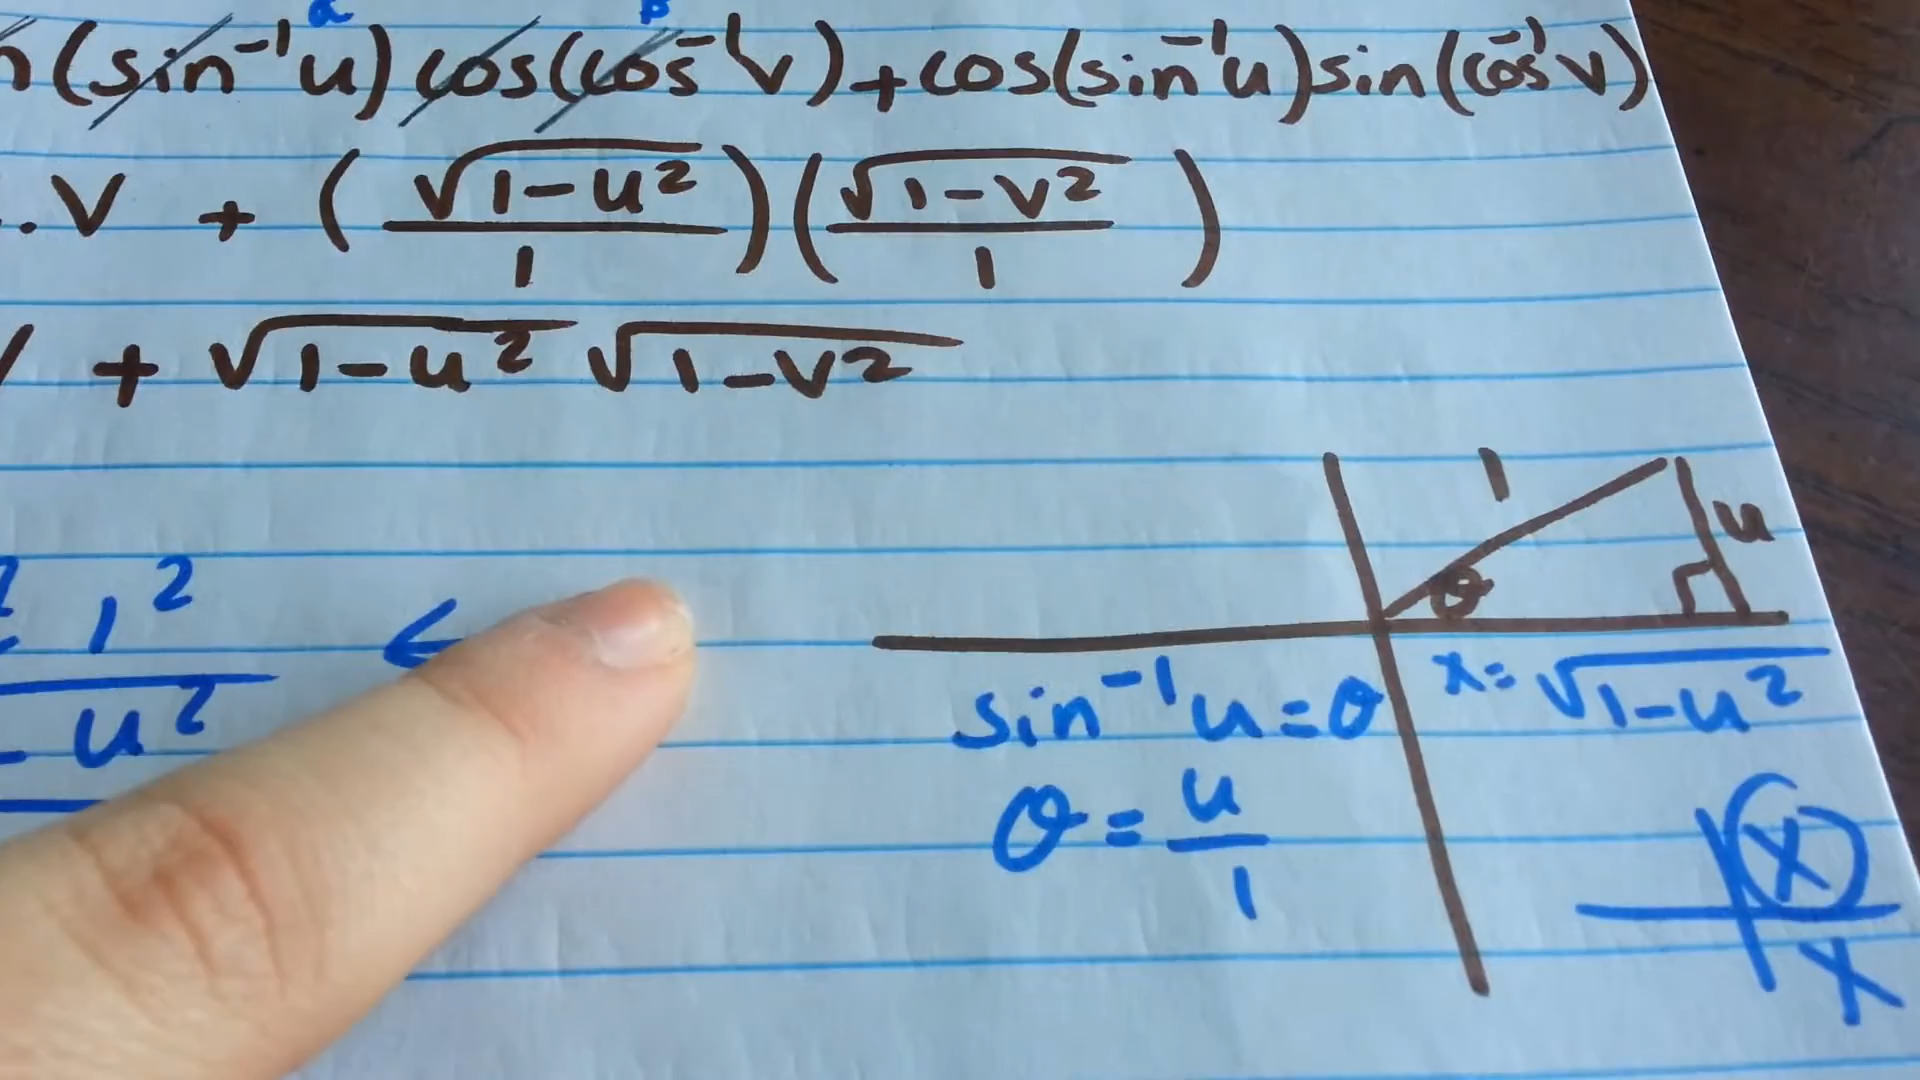 α β
(sin⁻¹u) cos(cos⁻¹v) + cos(sin⁻¹u) sin(cos⁻¹v)
. v + (√(1-u²)/1)(√(1-v²)/1)
+ √(1-u²) √(1-v²)
1
u
θ
1²
←
- u²
x = √(1-u²)
sin⁻¹u = θ
θ = u/1
x
x